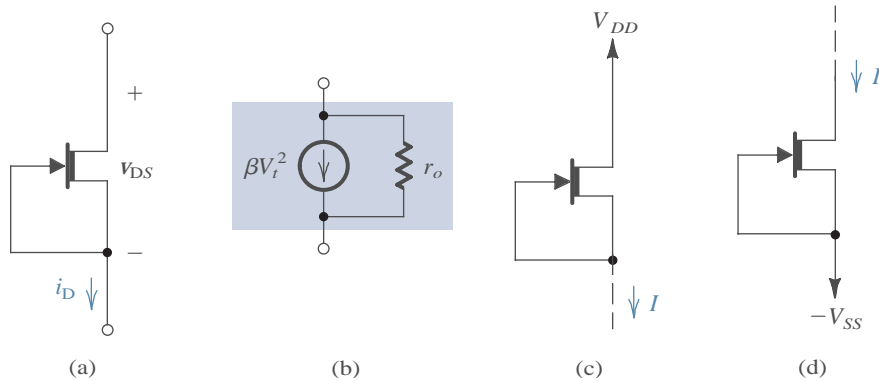 +
v_DS
−
i_D
(a)
βV_t^2
r_o
(b)
V_DD
I
(c)
I
−V_SS
(d)